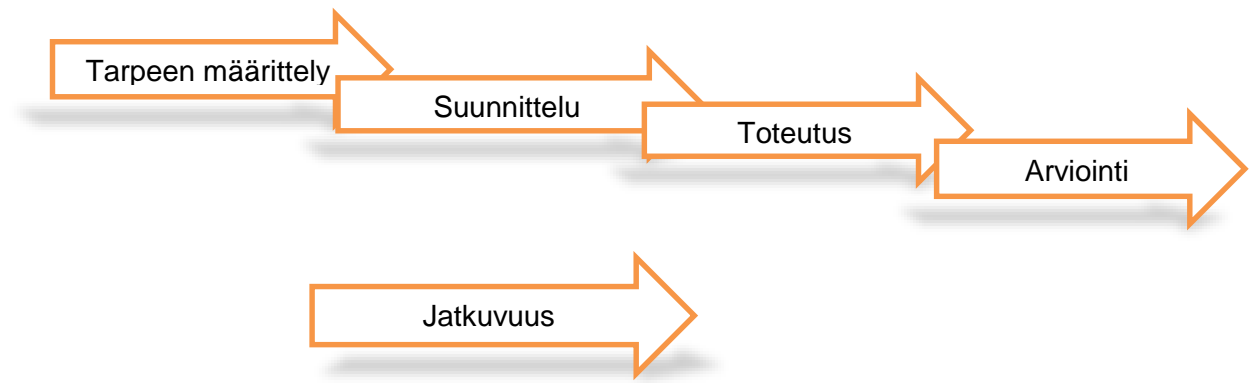 Tarpeen määrittely
Suunnittelu
Toteutus
Arviointi
Jatkuvuus